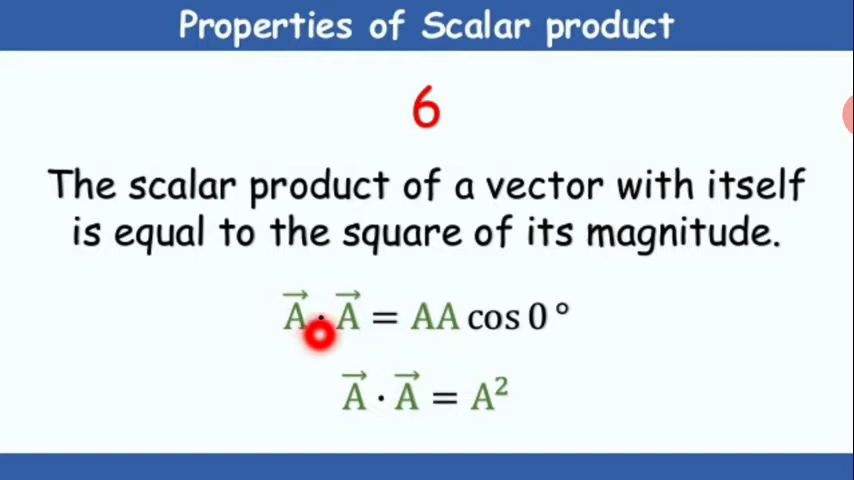 Properties of Scalar product
6
The scalar product of a vector with itself
is equal to the square of its magnitude.
A⃗ · A⃗ = AA cos 0 °
A⃗ · A⃗ = A²